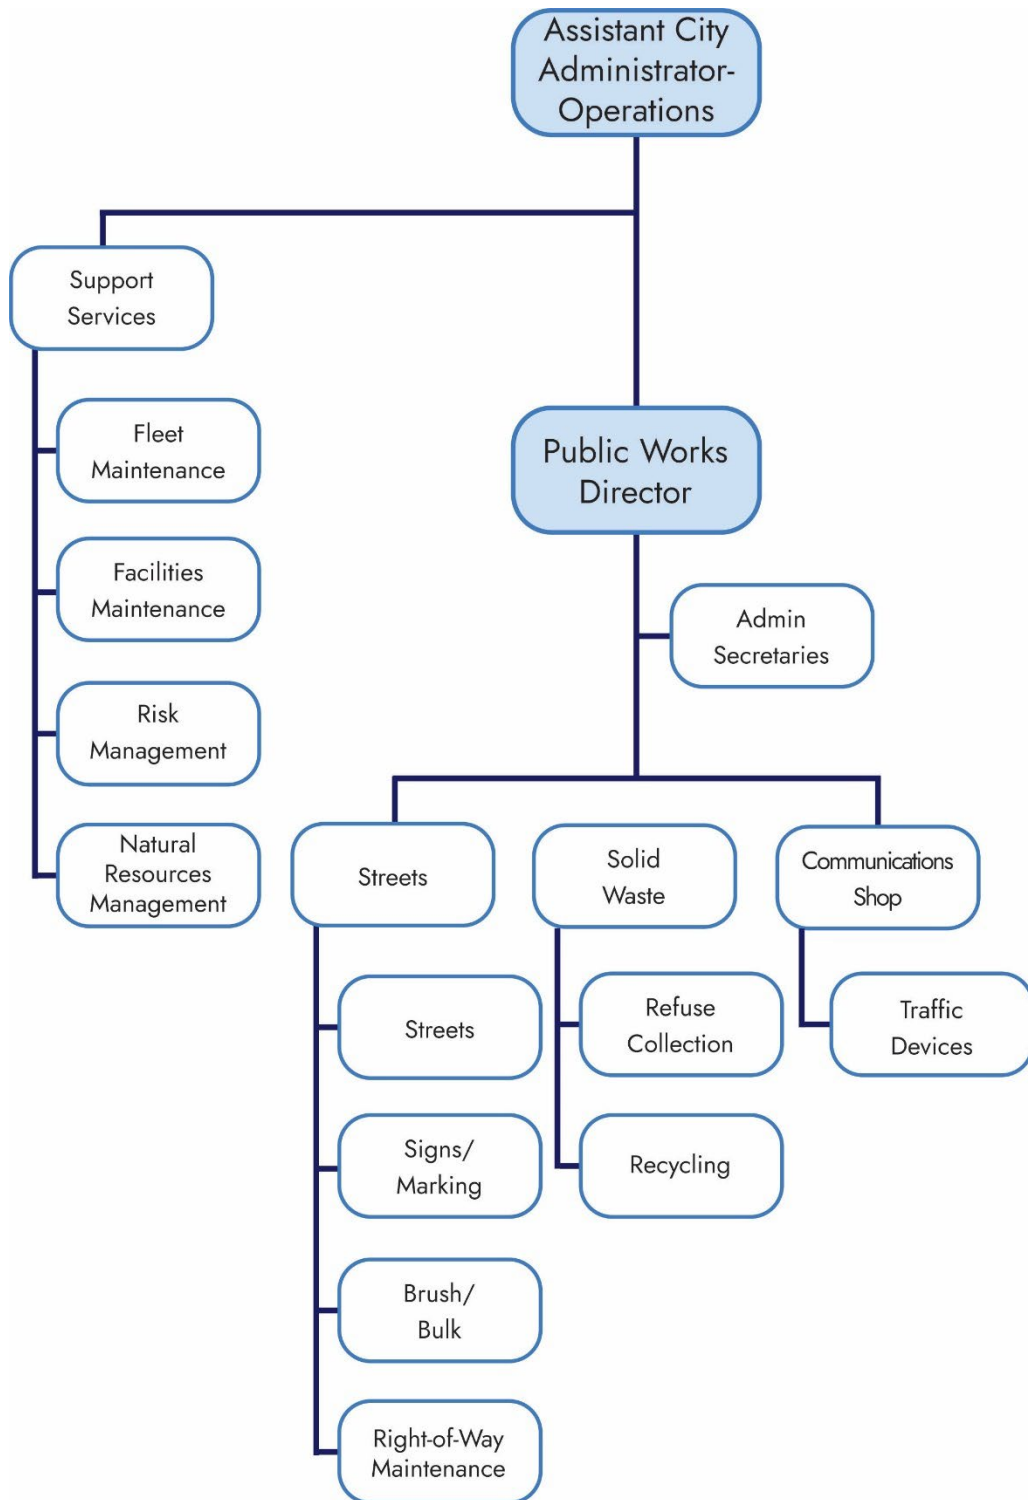 Assistant City
Administrator-
Operations
Support
Services
Fleet
Maintenance
Facilities
Maintenance
Risk
Management
Natural
Resources
Management
Public Works
Director
Admin
Secretaries
Streets
Streets
Signs/
Marking
Brush/
Bulk
Right-of-Way
Maintenance
Solid
Waste
Refuse
Collection
Recycling
Communications
Shop
Traffic
Devices